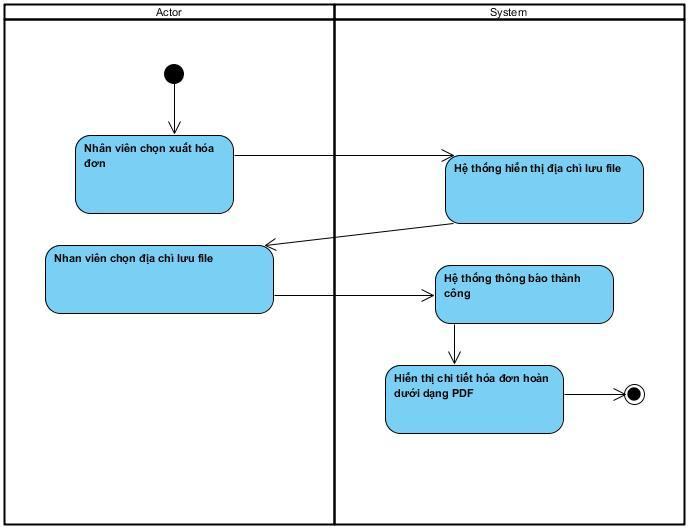 Actor
System
Nhân viên chọn xuất hóa
đơn
Hệ thống hiển thị địa chỉ lưu file
Nhan viên chọn địa chỉ lưu file
Hệ thống thông báo thành
công
Hiển thị chi tiết hóa đơn hoàn
dưới dạng PDF